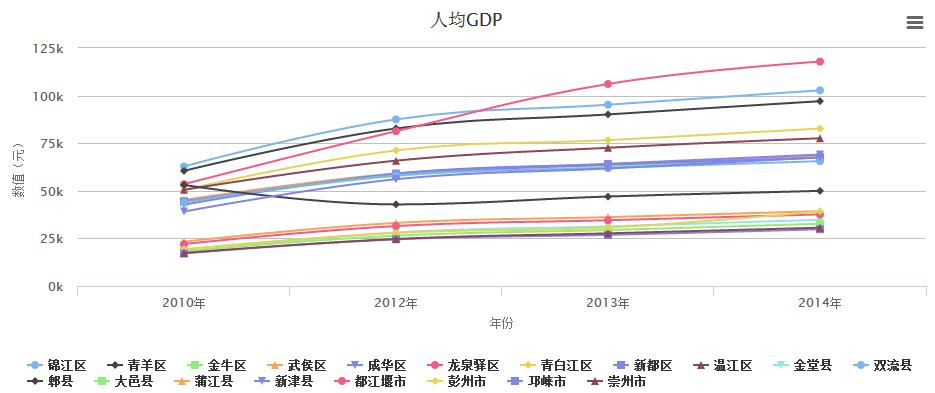 人均GDP
125k
100k
75k
50k
25k
0k
数值（元）
2010年 2012年 2013年 2014年
年份
锦江区 青羊区 金牛区 武侯区 成华区 龙泉驿区 青白江区 新都区 温江区 金堂县 双流县
郫县 大邑县 蒲江县 新津县 都江堰市 彭州市 邛崃市 崇州市